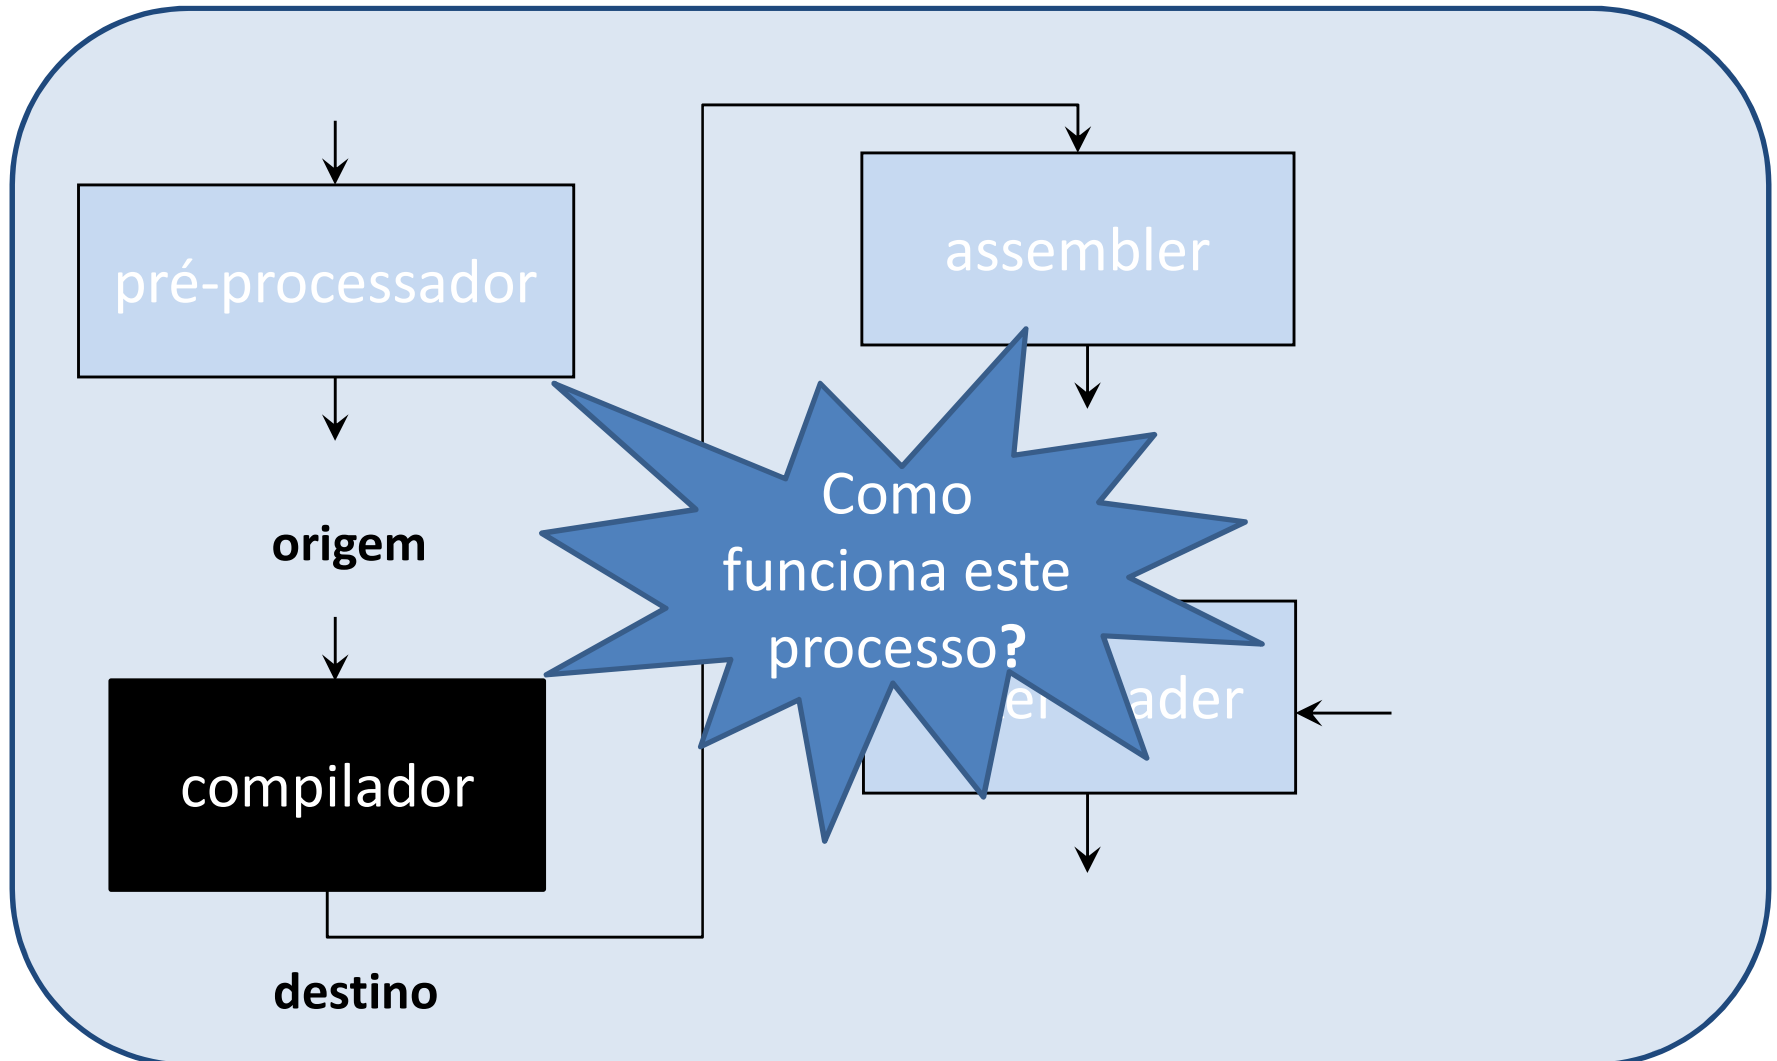 pré-processador
origem
compilador
destino
assembler
Como
funciona este
processo?